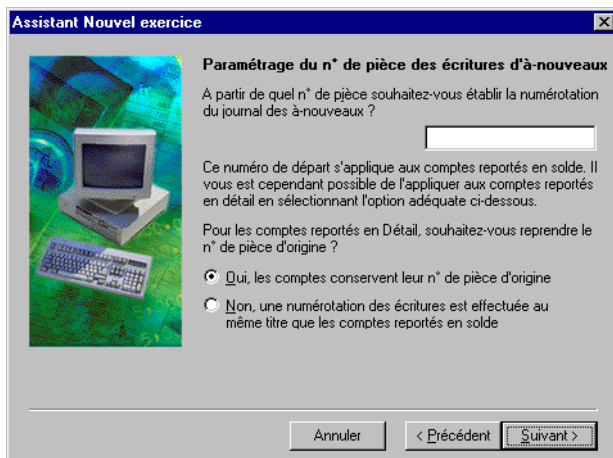 Assistant Nouvel exercice
Paramétrage du n° de pièce des écritures d'à-nouveaux
A partir de quel n° de pièce souhaitez-vous établir la numérotation
du journal des à-nouveaux ?
Ce numéro de départ s'applique aux comptes reportés en solde. Il
vous est cependant possible de l'appliquer aux comptes reportés
en détail en sélectionnant l'option adéquate ci-dessous.
Pour les comptes reportés en Détail, souhaitez-vous reprendre le
n° de pièce d'origine ?
Oui, les comptes conservent leur n° de pièce d'origine
Non, une numérotation des écritures est effectuée au
même titre que les comptes reportés en solde
Annuler
< Précédent
Suivant >